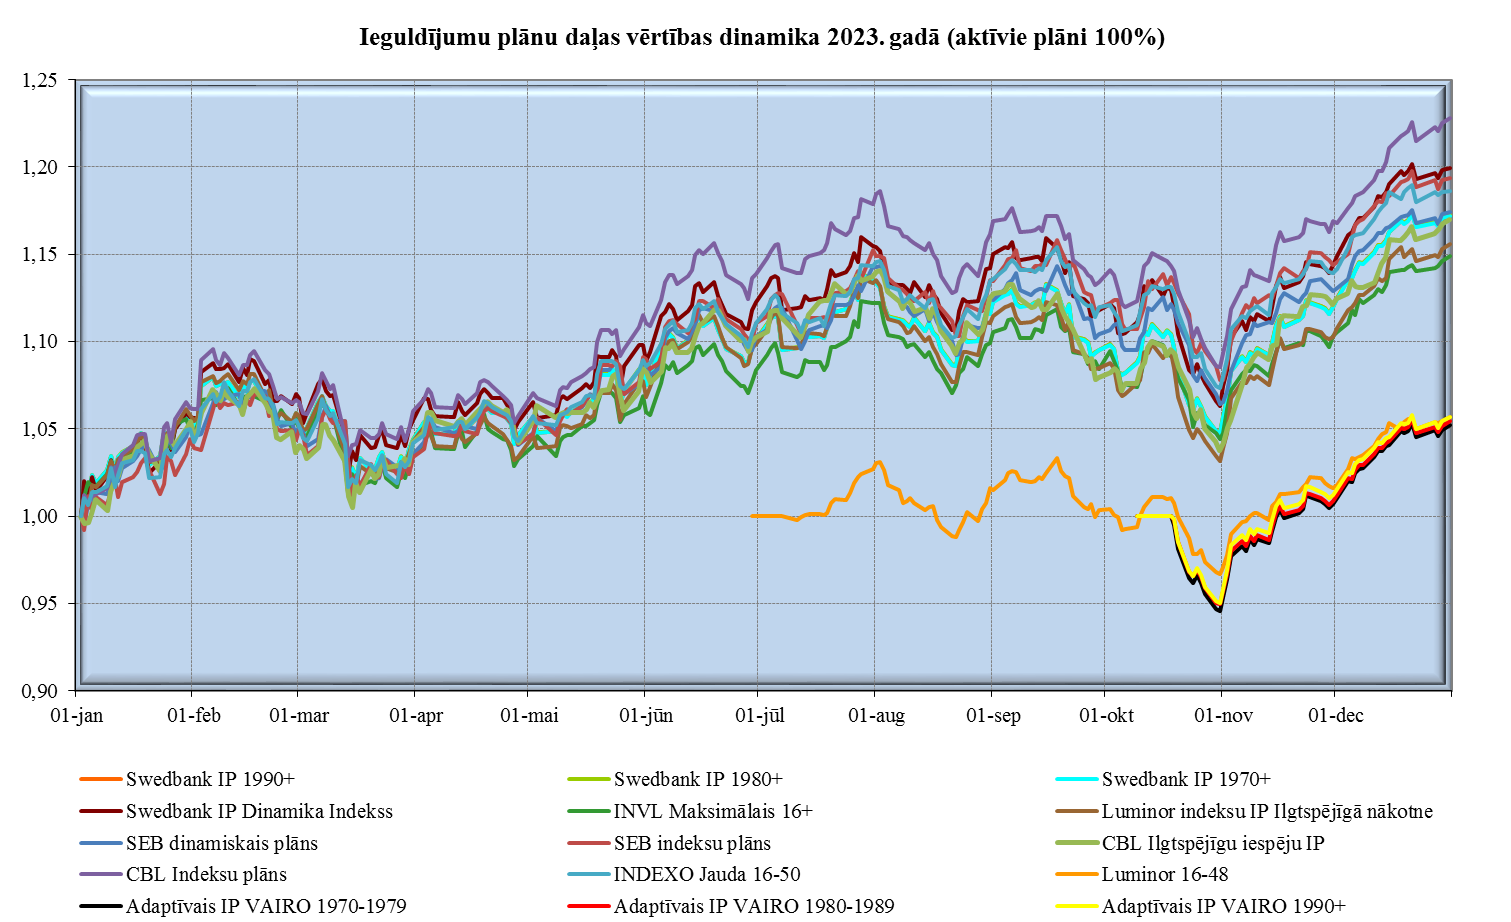 Ieguldījumu plānu daļas vērtības dinamika 2023. gadā (aktīvie plāni 100%)
1,25
1,20
1,15
1,10
1,05
1,00
0,95
0,90
01-jan 01-feb 01-mar 01-apr 01-mai 01-jūn 01-jūl 01-aug 01-sep 01-okt 01-nov 01-dec
Swedbank IP 1990+ Swedbank IP 1980+ Swedbank IP 1970+
Swedbank IP Dinamika Indekss INVL Maksimālais 16+ Luminor indeksu IP Ilgtspējīgā nākotne
SEB dinamiskais plāns SEB indeksu plāns CBL Ilgtspējīgu iespēju IP
CBL Indeksu plāns INDEXO Jauda 16-50 Luminor 16-48
Adaptīvais IP VAIRO 1970-1979 Adaptīvais IP VAIRO 1980-1989 Adaptīvais IP VAIRO 1990+